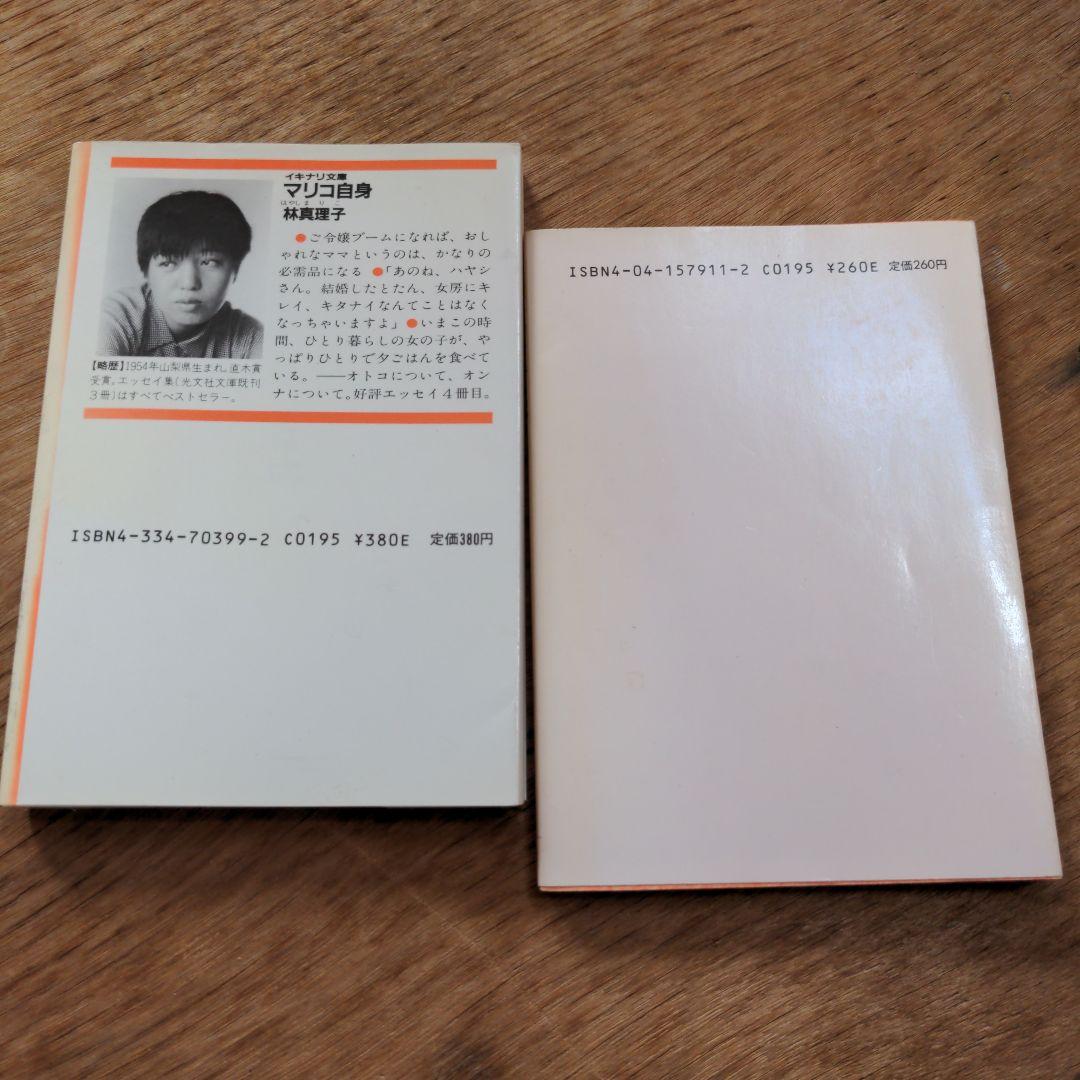 イキナリ文庫
マリコ自身
はやしまりこ
林真理子
●ご令嬢ブームになれば、おし
ゃれなママというのは、かなりの
必需品になる ●「あのね、ハヤシ
さん。結婚したとたん、女房にキ
レイ、キタナイなんてことはなく
なっちゃいますよ」●いまこの時
間、ひとり暮らしの女の子が、や
っぱりひとりで夕ごはんを食べて
いる。――オトコについて、オン
ナについて。好評エッセイ4冊目。
【略歴】1954年山梨県生まれ。直木賞
受賞。エッセイ集(光文社文庫既刊
3冊)はすべてベストセラー。
ISBN4-334-70399-2 C0195 ¥380E 定価380円
ISBN4-04-157911-2 C0195 ¥260E 定価260円